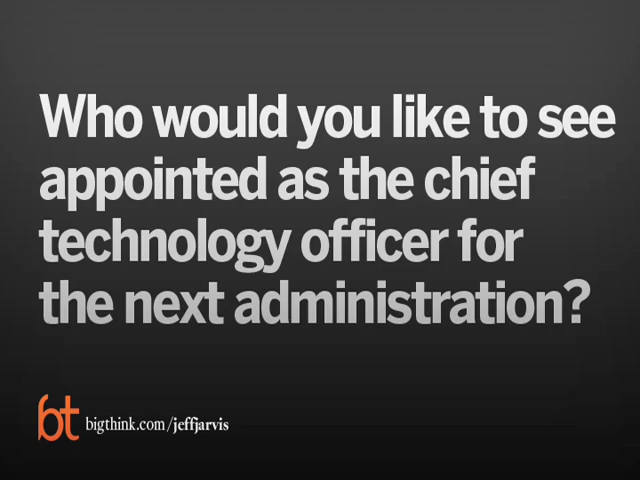 Who would you like to see
appointed as the chief
technology officer for
the next administration?
bt bigthink.com/jeffjarvis